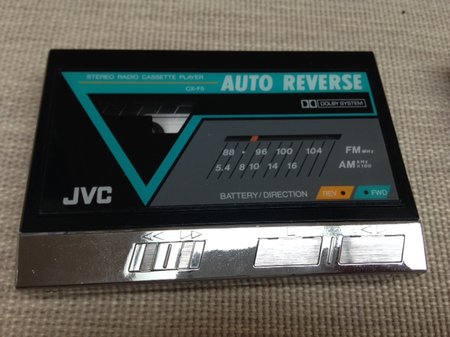 STEREO RADIO CASSETTE PLAYER
CX-F5
AUTO REVERSE
DOLBY SYSTEM
88 • 96 100 104 FM MHz
5.4 8 10 14 16 AM kHz ×100
JVC
BATTERY/DIRECTION REV FWD